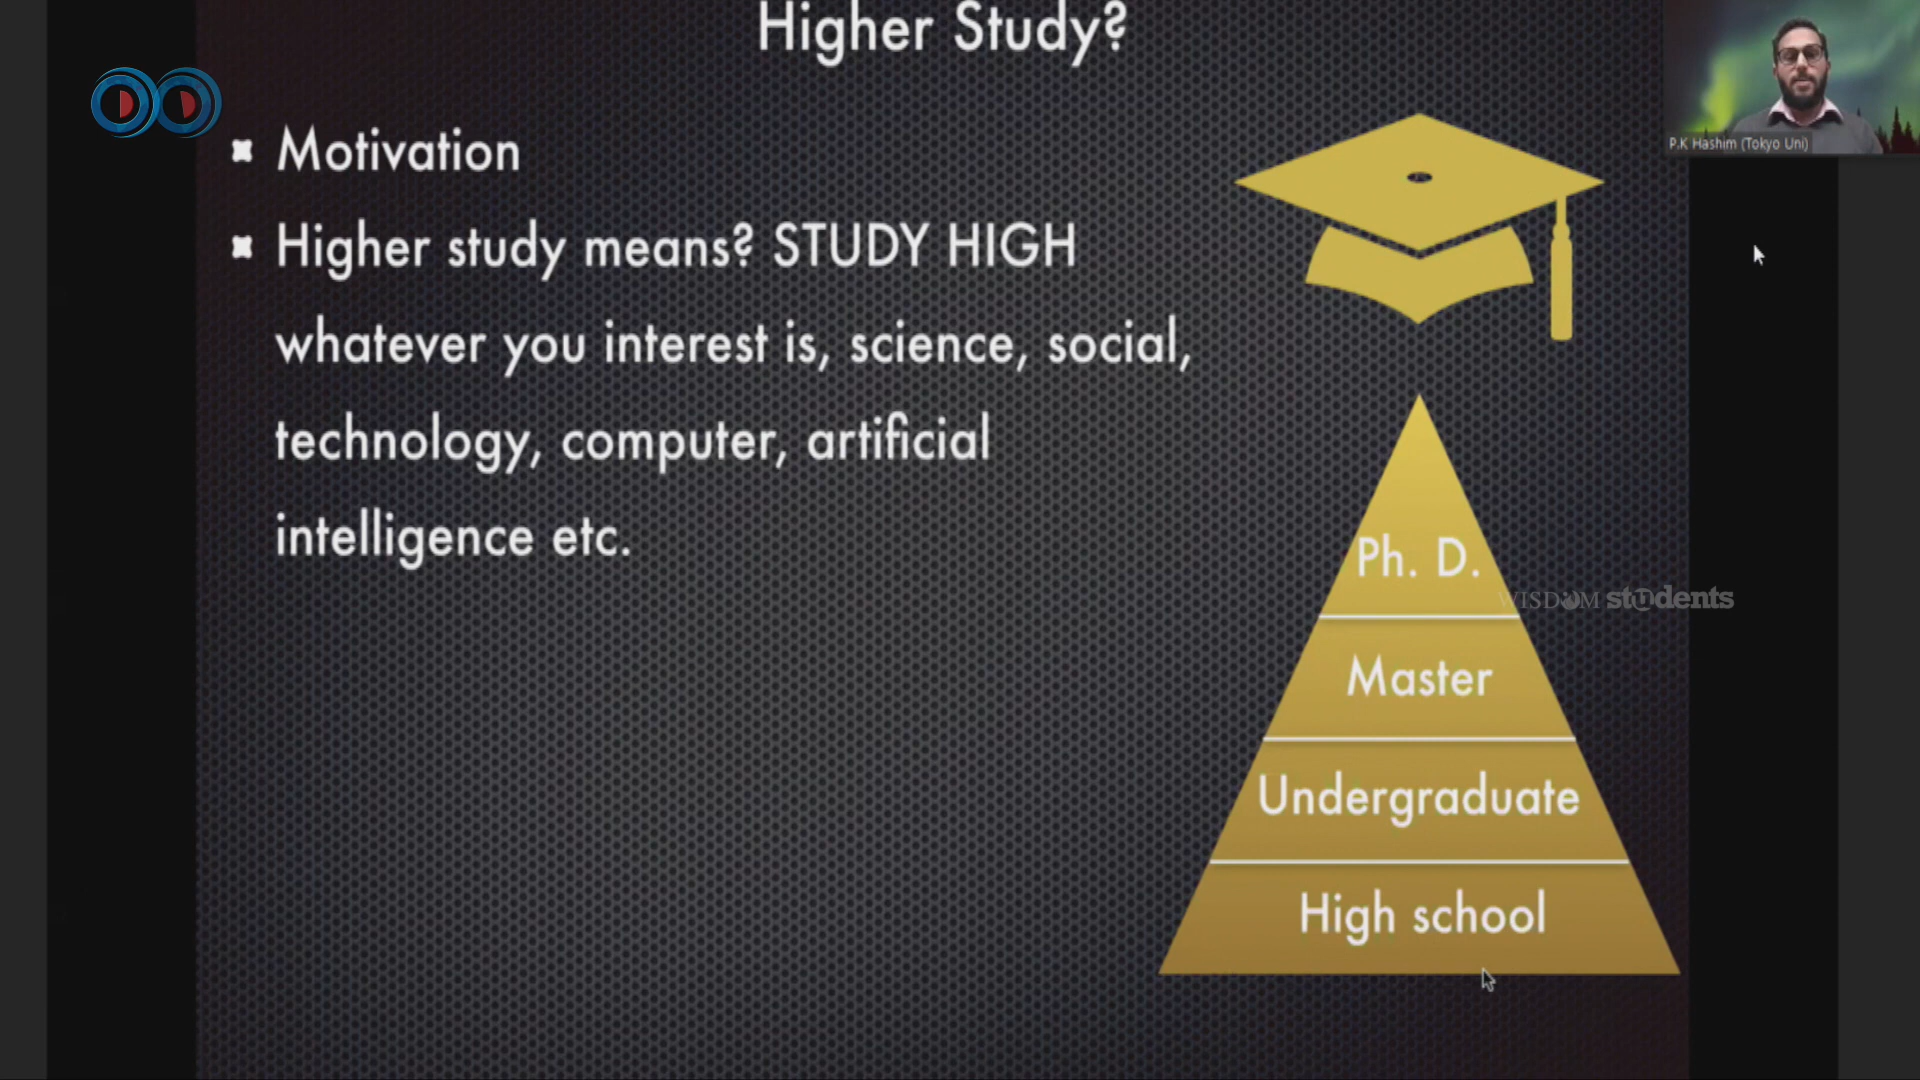 Higher Study?
Motivation
Higher study means? STUDY HIGH
whatever you interest is, science, social,
technology, computer, artificial
intelligence etc.
P.K Hashim (Tokyo Uni)
Ph. D.
WISDOM students
Master
Undergraduate
High school